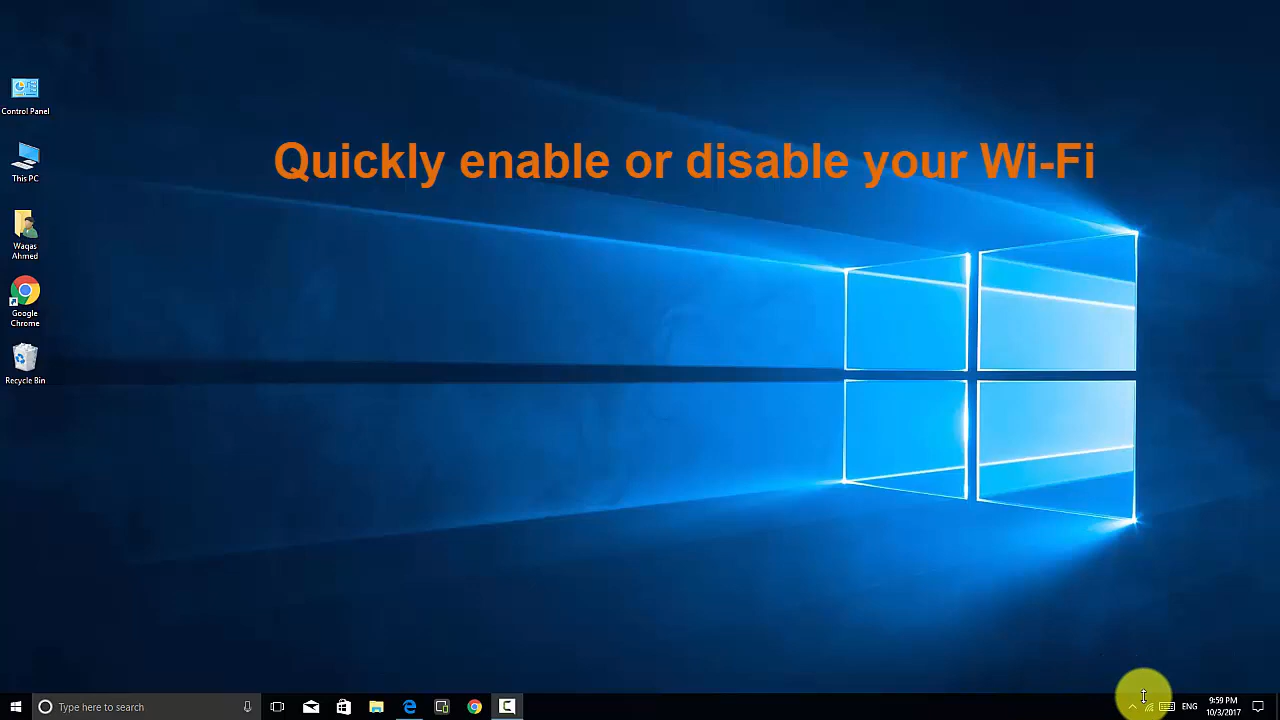 Quickly enable or disable your Wi-Fi
Control Panel
This PC
Waqas
Ahmed
Google
Chrome
Recycle Bin
Type here to search
ENG
9:59 PM
10/3/2017